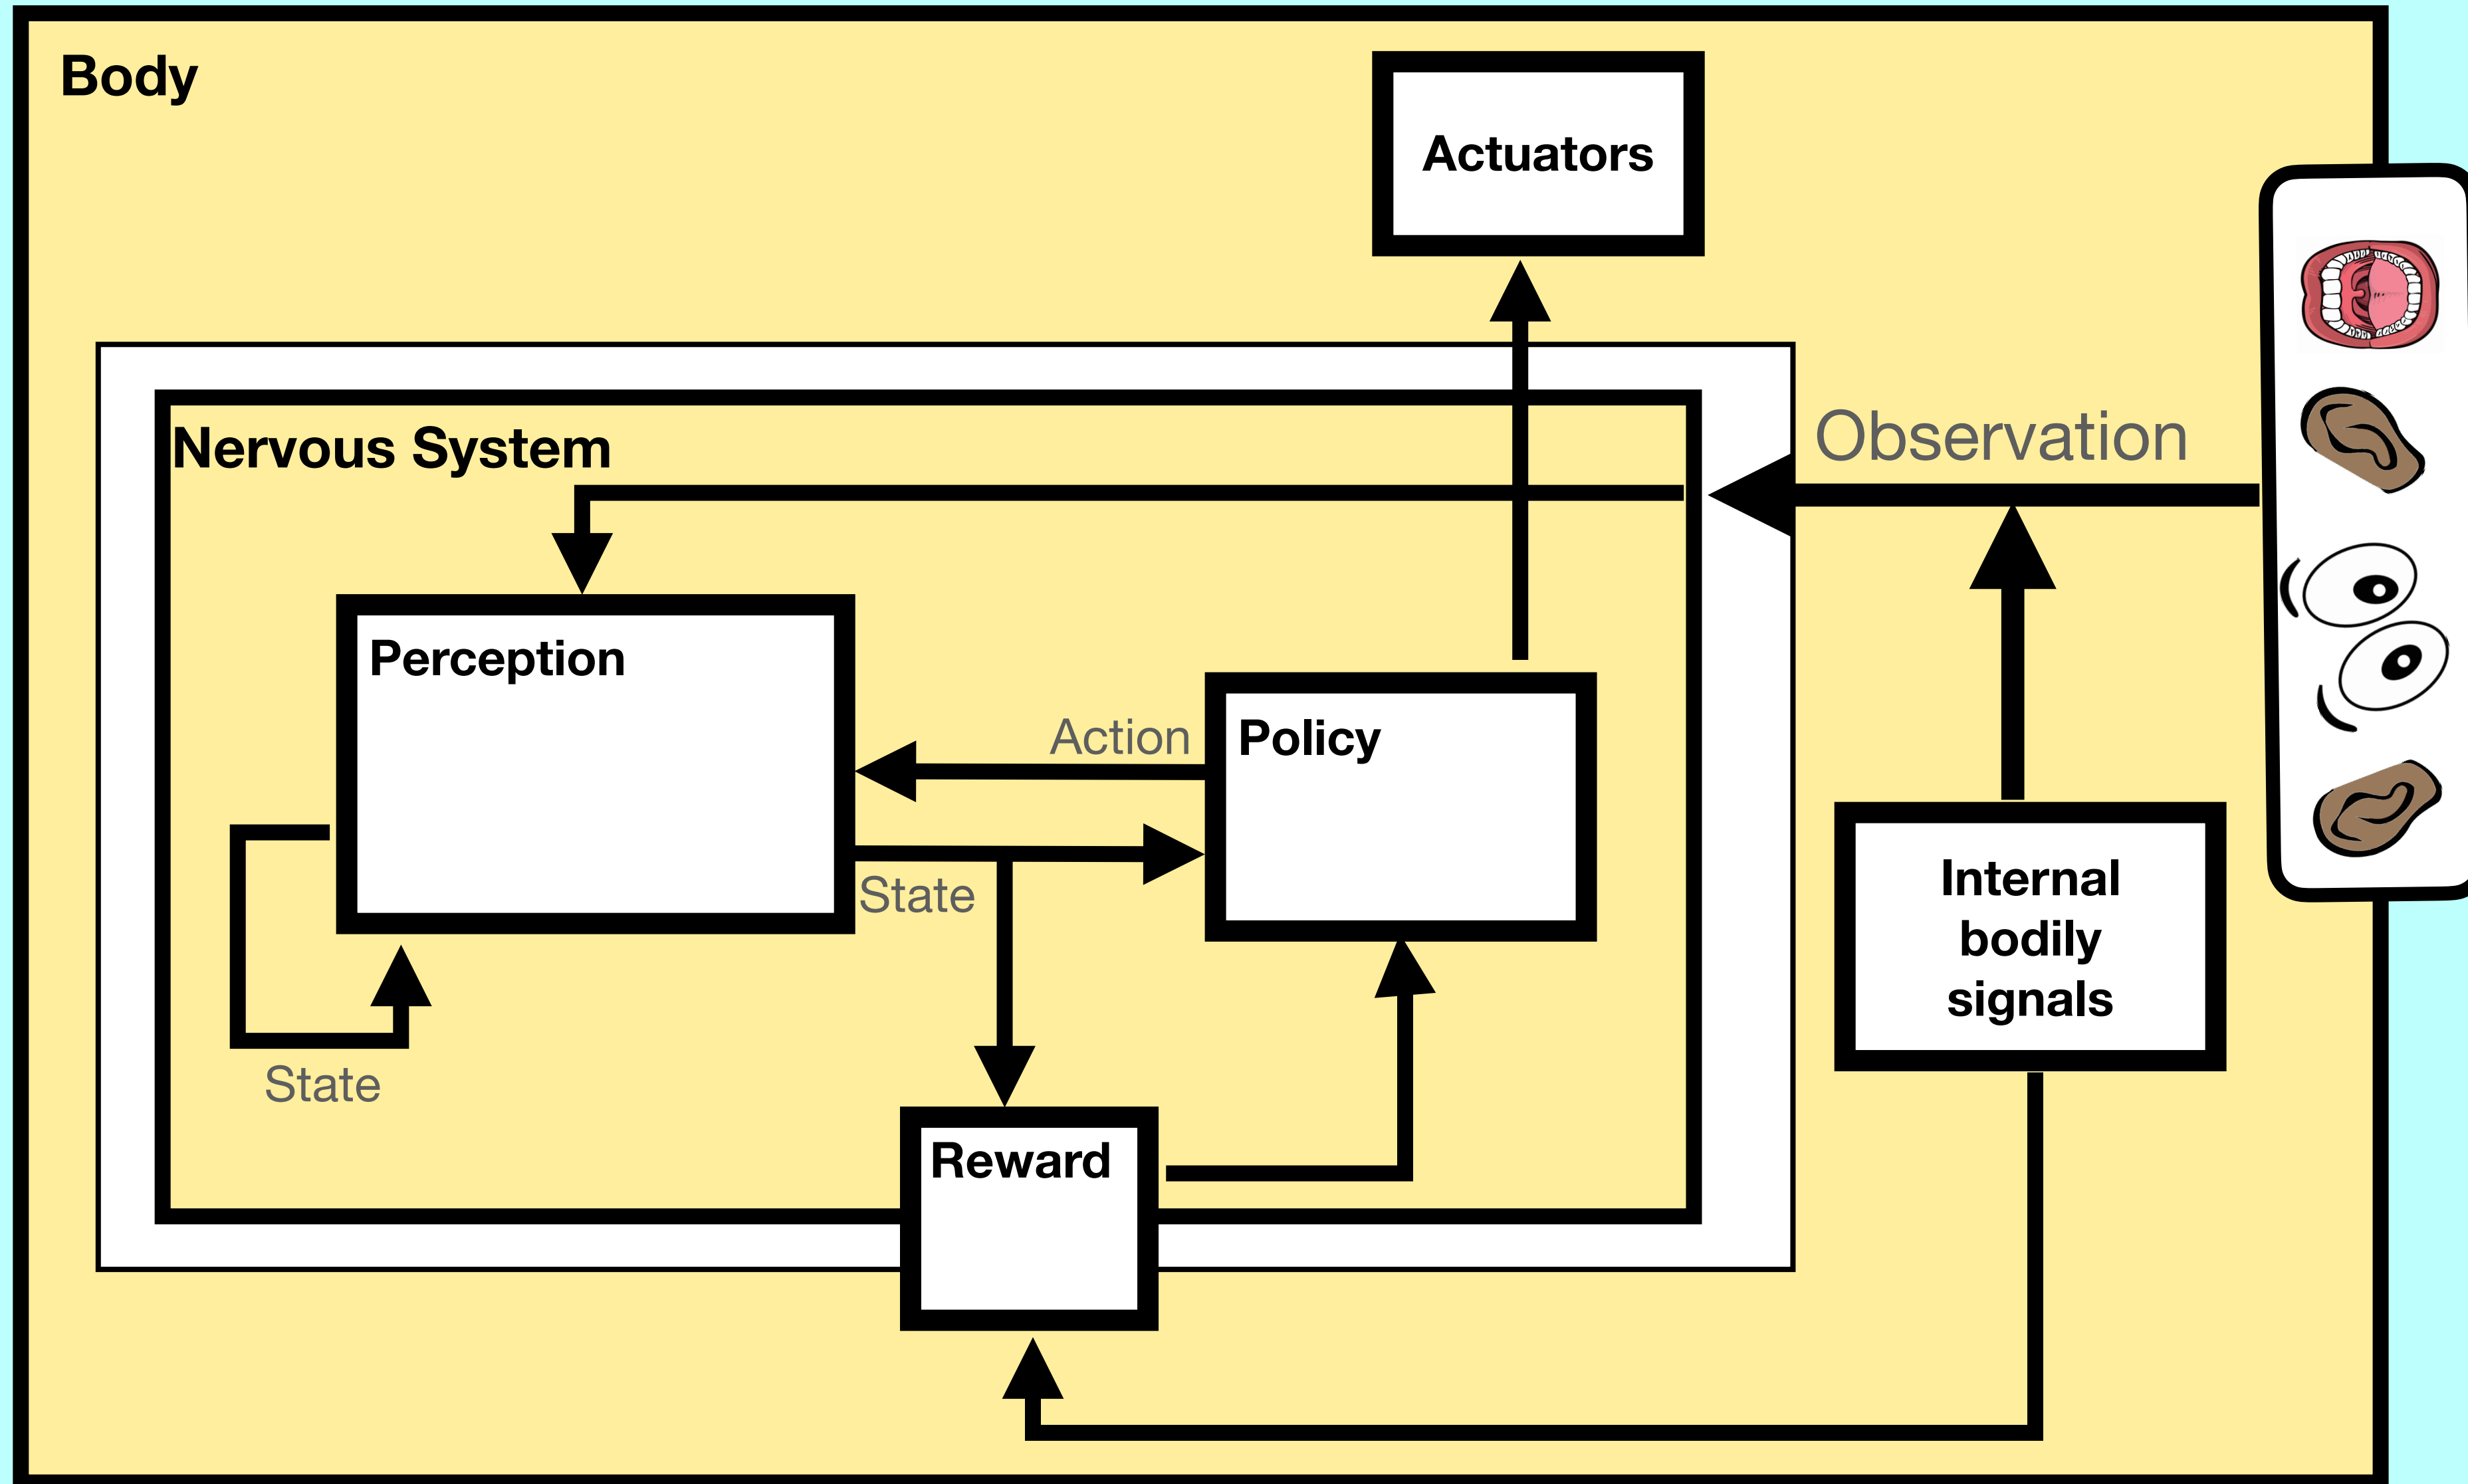 Body
Actuators
Nervous System
Observation
Perception
Action
Policy
State
Internal
bodily
signals
State
Reward